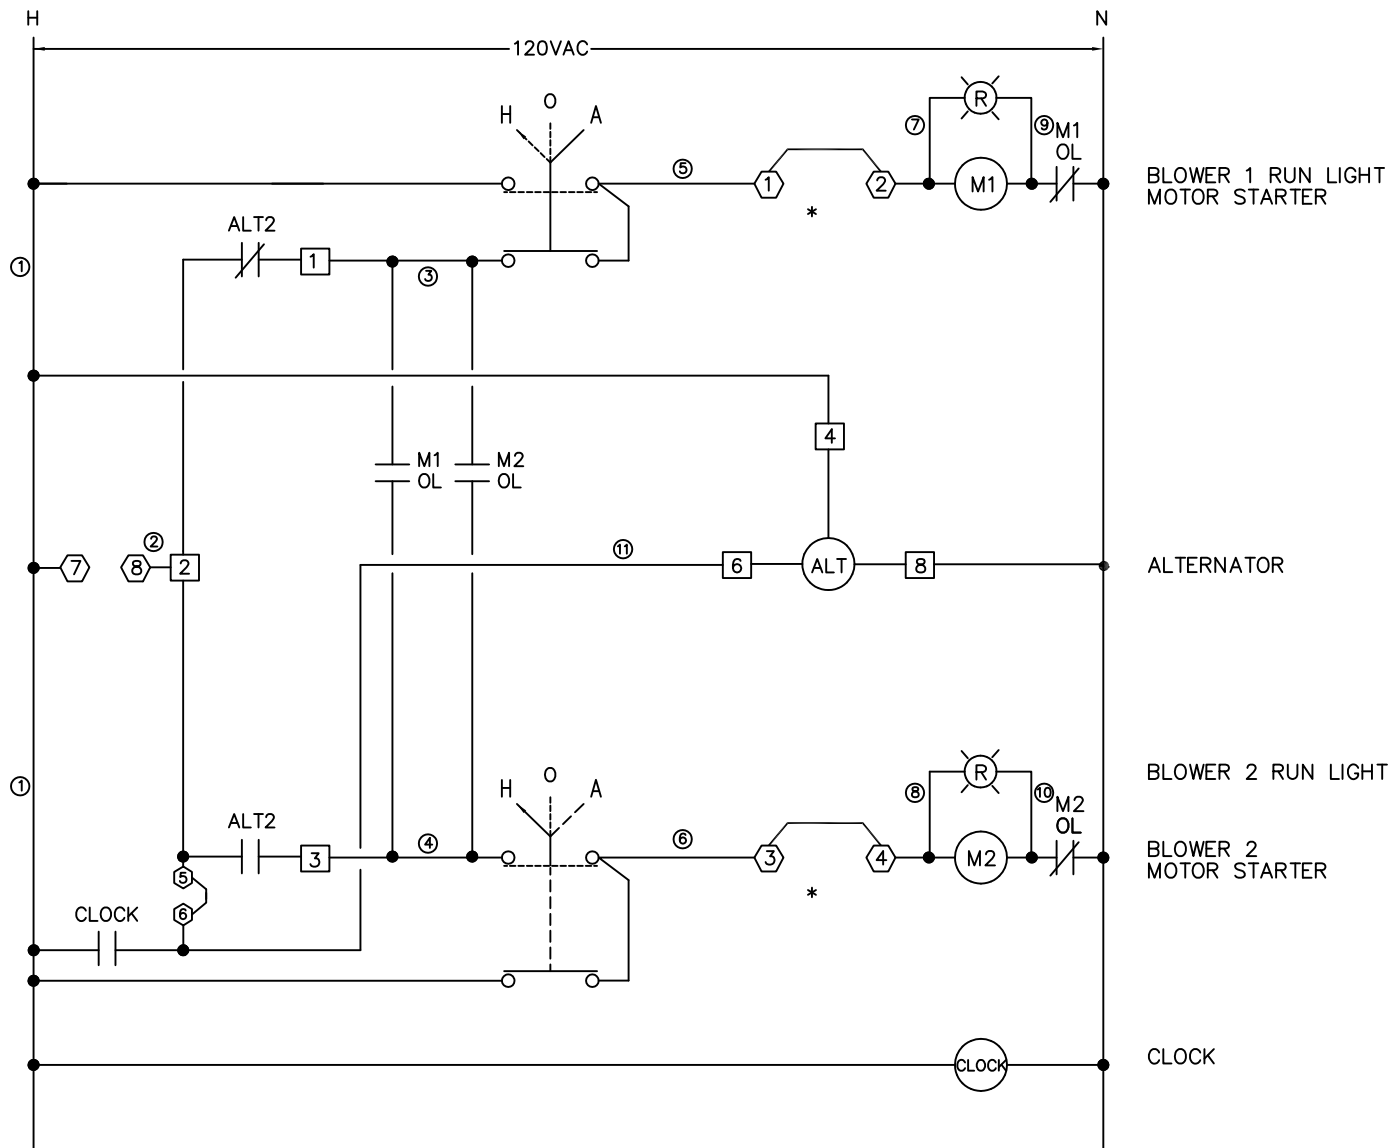 H
N
120VAC
H
O
A
R
7
9
M1
OL
5
1
2
M1
*
BLOWER 1 RUN LIGHT
MOTOR STARTER
ALT2
1
1
3
4
M1
OL
M2
OL
2
7
8
2
11
6
ALT
8
ALTERNATOR
H
O
A
R
BLOWER 2 RUN LIGHT
1
8
10
M2
OL
ALT2
3
4
6
3
4
M2
*
BLOWER 2
MOTOR STARTER
5
6
CLOCK
CLOCK
CLOCK